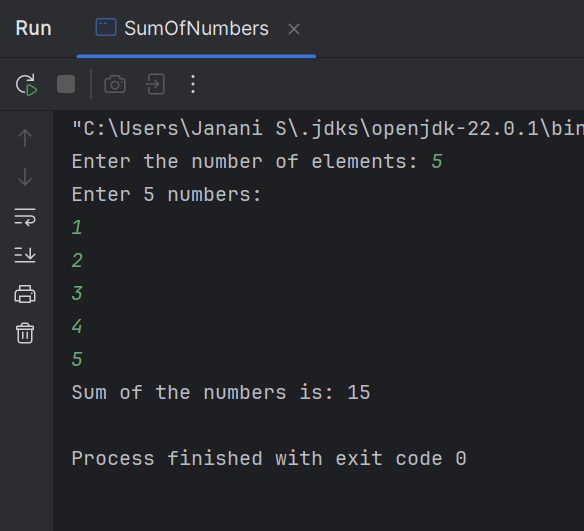 Run SumOfNumbers
"C:\Users\Janani S\.jdks\openjdk-22.0.1\bin
Enter the number of elements: 5
Enter 5 numbers:
1
2
3
4
5
Sum of the numbers is: 15
Process finished with exit code 0